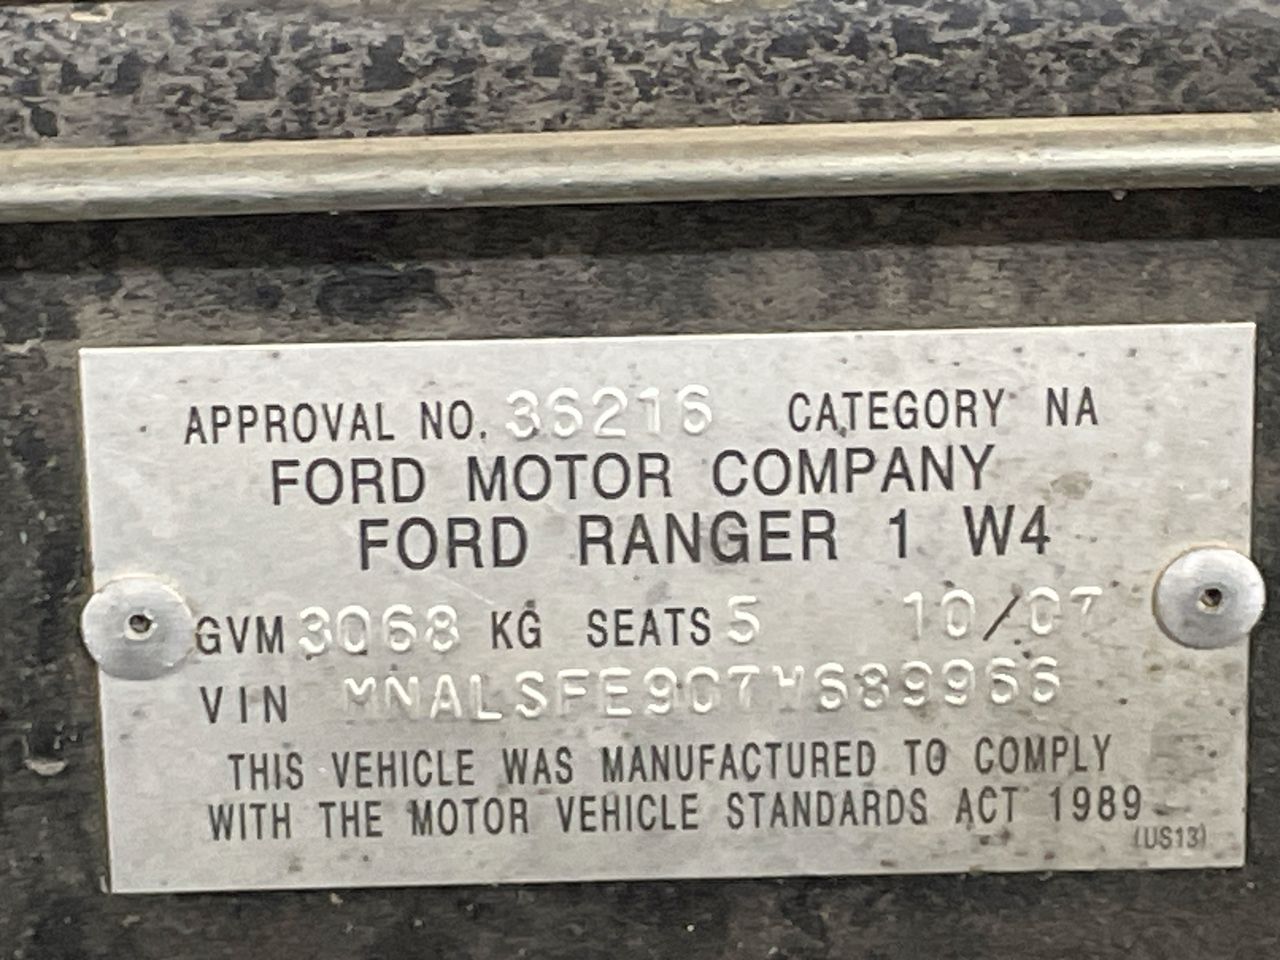 APPROVAL NO. 36216 CATEGORY NA
FORD MOTOR COMPANY
FORD RANGER 1 W4
GVM 3068 KG SEATS 5 10/07
VIN MNALSFE907W689966
THIS VEHICLE WAS MANUFACTURED TO COMPLY
WITH THE MOTOR VEHICLE STANDARDS ACT 1989
(US13)